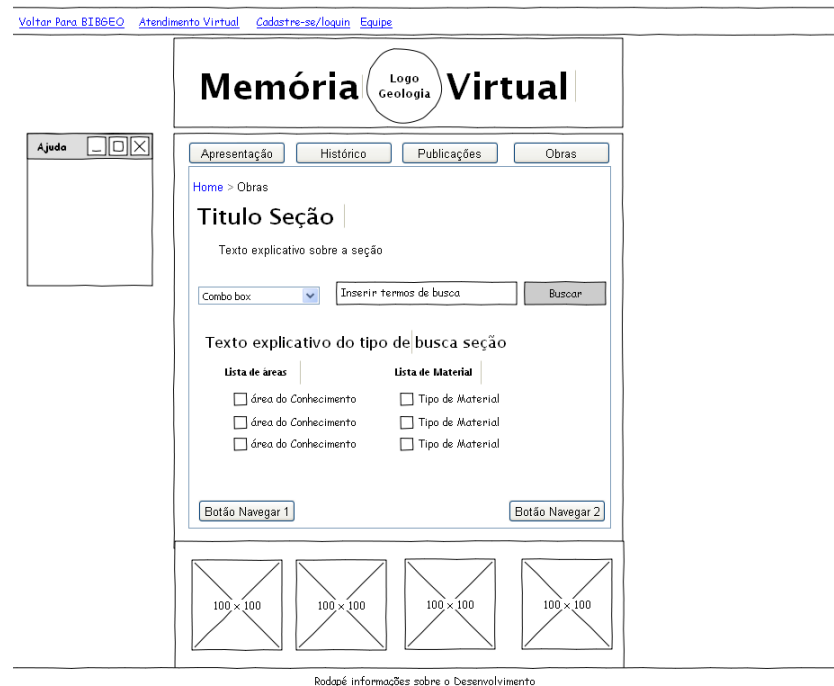 Voltar Para BIBGEO Atendimento Virtual Cadastre-se/loquin Equipe
Memória Logo Geologia Virtual
Ajuda
Apresentação Histórico Publicações Obras
Home > Obras
Titulo Seção
Texto explicativo sobre a seção
Combo box Inserir termos de busca Buscar
Texto explicativo do tipo de busca seção
Lista de àreas Lista de Material
área do Conhecimento Tipo de Material
área do Conhecimento Tipo de Material
área do Conhecimento Tipo de Material
Botão Navegar 1 Botão Navegar 2
100 x 100 100 x 100 100 x 100 100 x 100
Rodapé informações sobre o Desenvolvimento